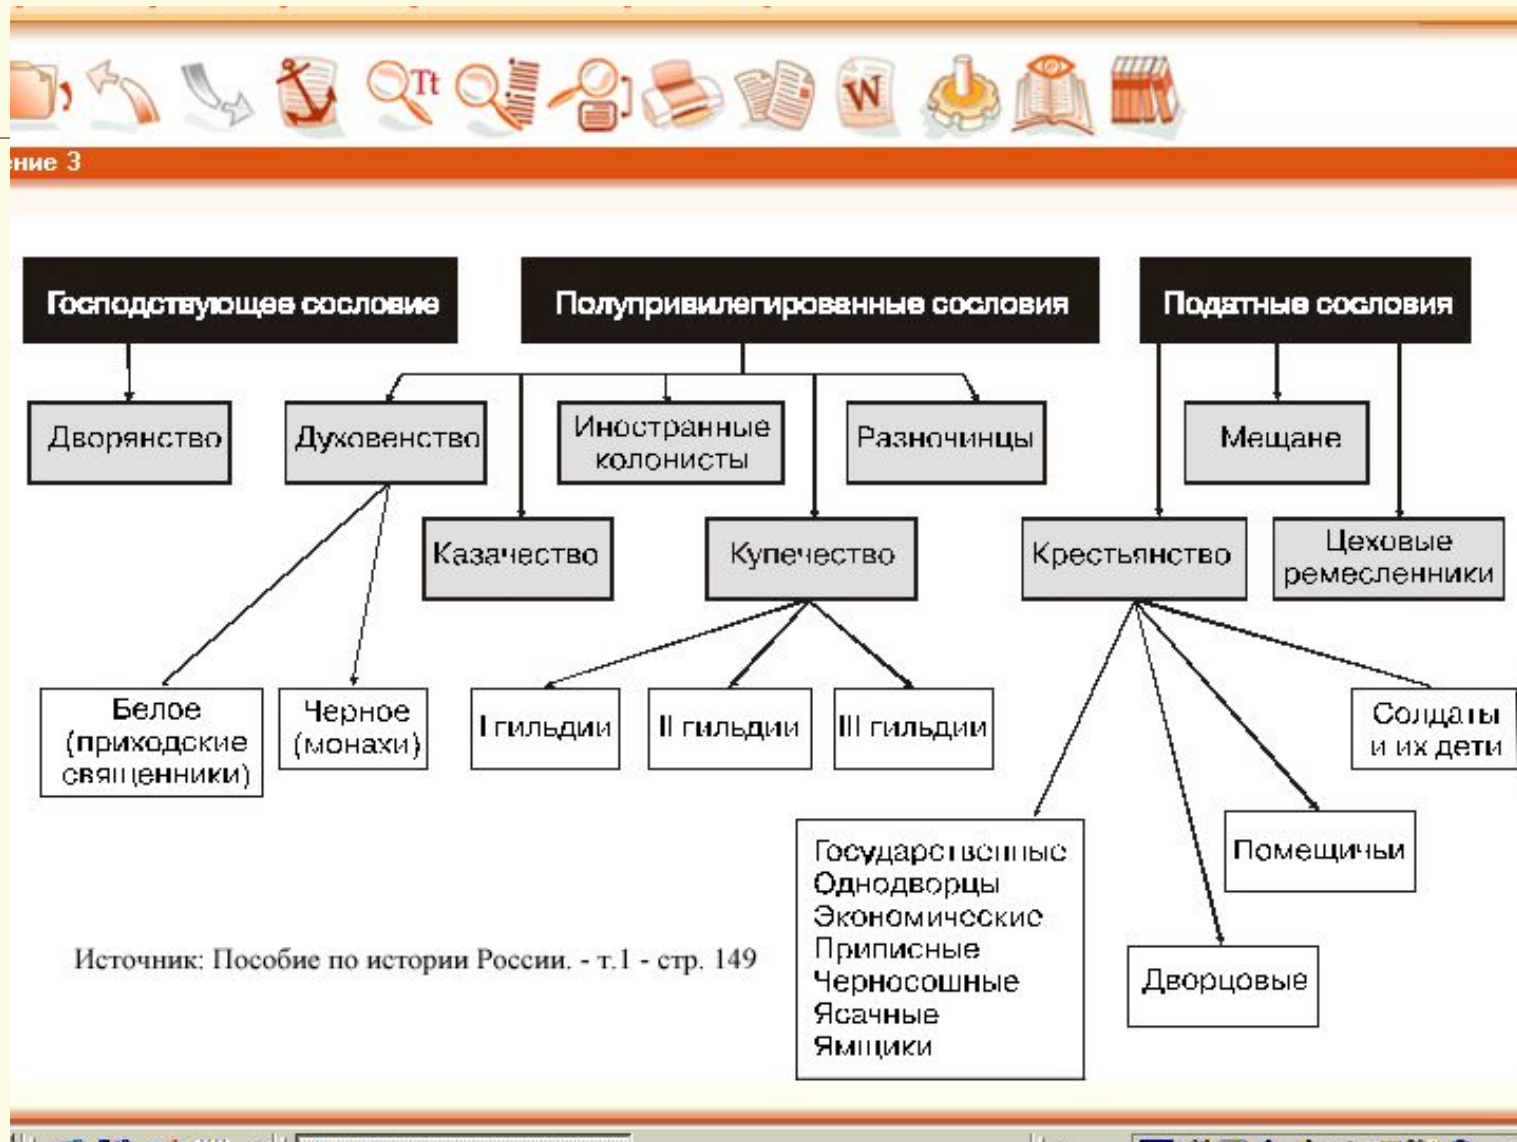 Tt
W
ение 3
Господствующее сословие
Полупривилегированные сословия
Податные сословия
Дворянство
Духовенство
Иностранные
колонисты
Разночинцы
Мещане
Казачество
Купечество
Крестьянство
Цеховые
ремесленники
Белое
(приходские
священники)
Черное
(монахи)
I гильдии
II гильдии
III гильдии
Солдаты
и их дети
Государственные
Однодворцы
Экономические
Приписные
Черносошные
Ясачные
Ямщики
Помещичьи
Дворцовые
Источник: Пособие по истории России. - т.1 - стр. 149